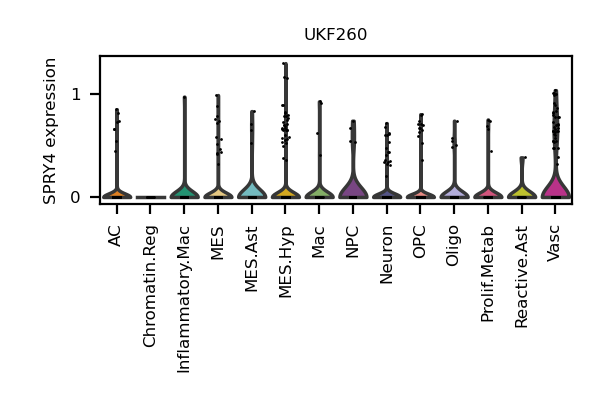 UKF260
SPRY4 expression
1
0
AC
Chromatin.Reg
Inflammatory.Mac
MES
MES.Ast
MES.Hyp
Mac
NPC
Neuron
OPC
Oligo
Prolif.Metab
Reactive.Ast
Vasc